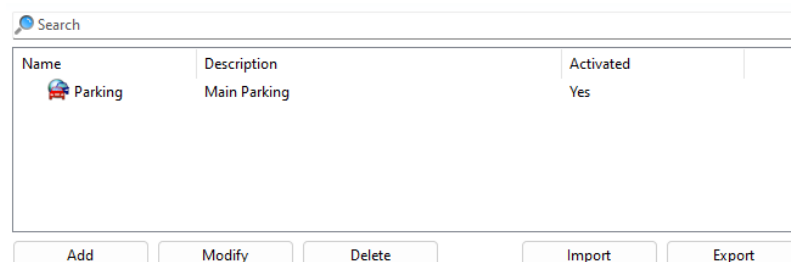 Search
Name Description Activated
Parking Main Parking Yes
Add Modify Delete Import Export